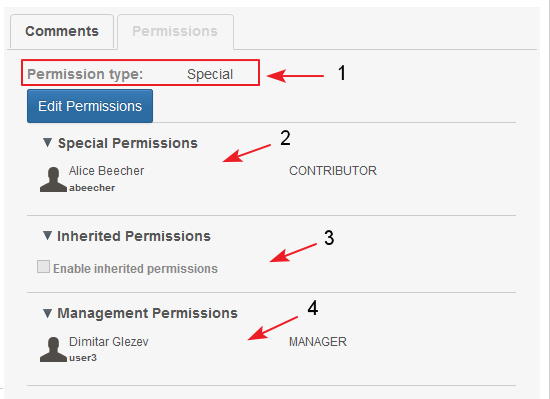 Comments Permissions
Permission type: Special 1
Edit Permissions
▼ Special Permissions 2
Alice Beecher CONTRIBUTOR
abeecher
▼ Inherited Permissions 3
Enable inherited permissions
▼ Management Permissions 4
Dimitar Glezev MANAGER
user3